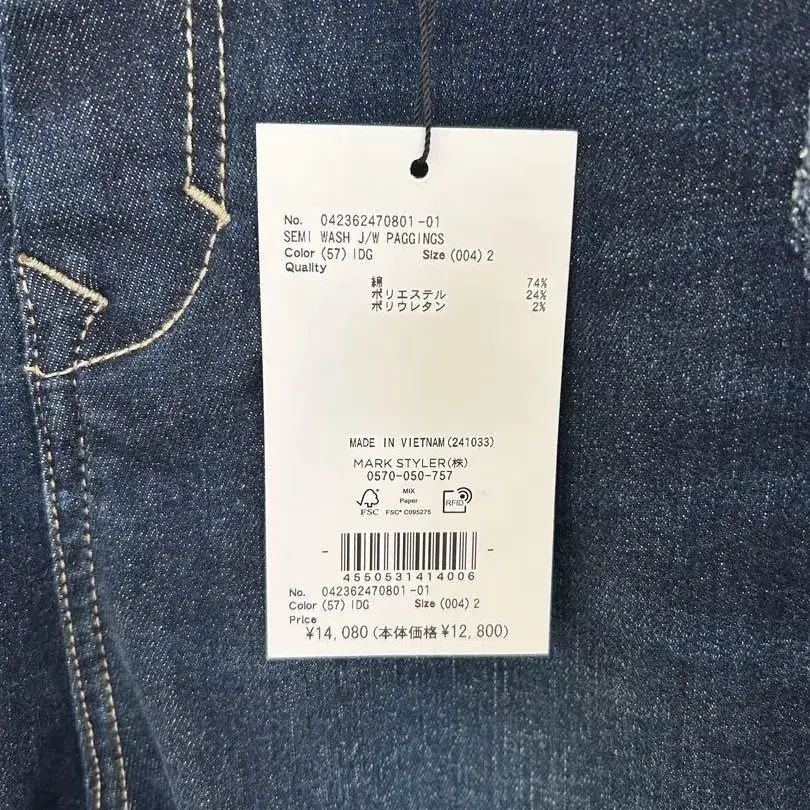 No. 042362470801-01
SEMI WASH J/W PAGGINGS
Color (57) IDG Size (004) 2
Quality
綿 74%
ポリエステル 24%
ポリウレタン 2%
MADE IN VIETNAM(241033)
MARK STYLER(株)
0570-050-757
FSC
MIX
Paper
FSC® C095275
RFID
4550531414006
No. 042362470801-01
Color (57) IDG Size (004) 2
Price
¥14,080(本体価格¥12,800)